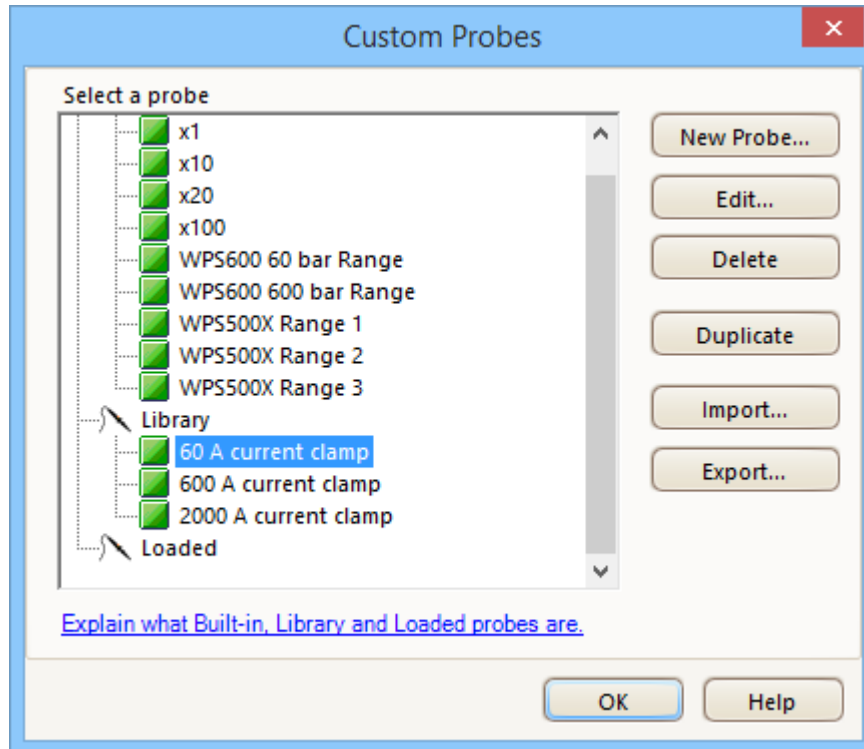 Custom Probes
Select a probe
x1
x10
x20
x100
WPS600 60 bar Range
WPS600 600 bar Range
WPS500X Range 1
WPS500X Range 2
WPS500X Range 3
Library
60 A current clamp
600 A current clamp
2000 A current clamp
Loaded
New Probe...
Edit...
Delete
Duplicate
Import...
Export...
Explain what Built-in, Library and Loaded probes are.
OK
Help